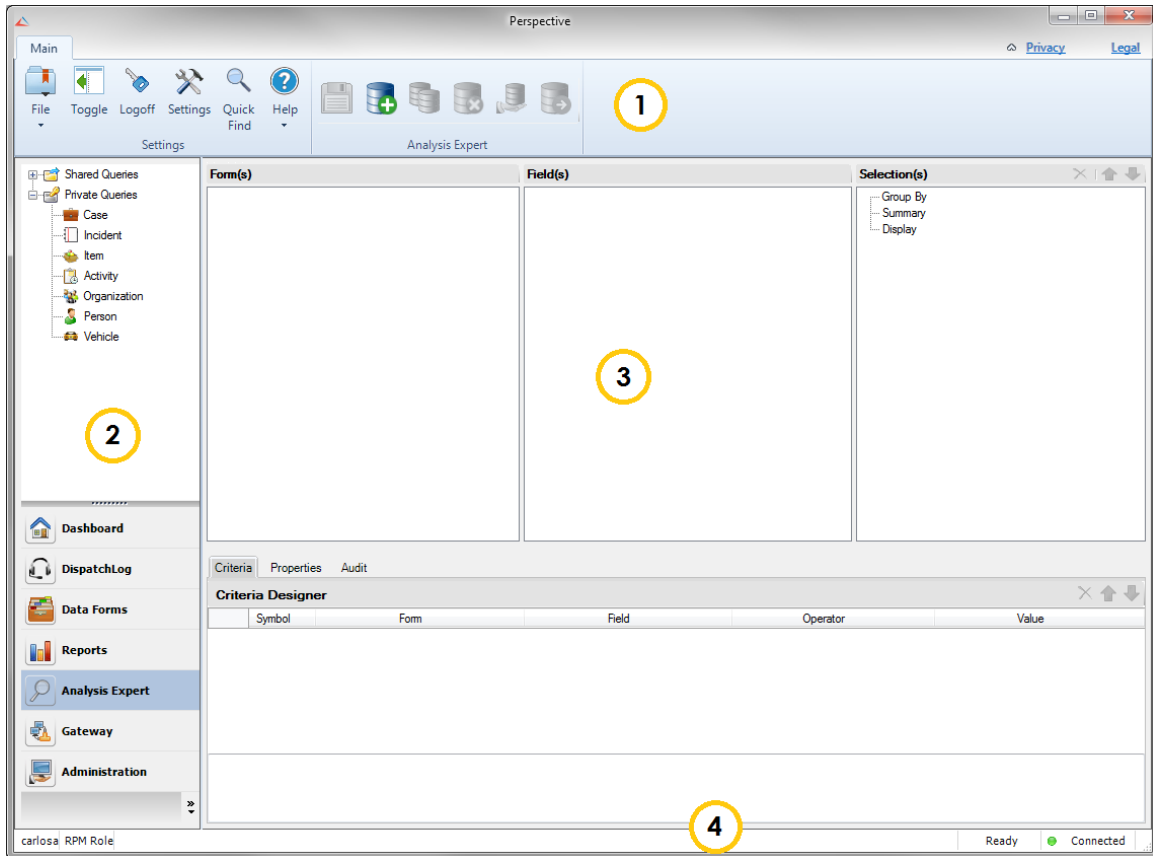 Perspective
Main
Privacy Legal
File Toggle Logoff Settings Quick Find Help
Settings
Analysis Expert
1
Shared Queries
Private Queries
Case
Incident
Item
Activity
Organization
Person
Vehicle
2
Form(s) Field(s) Selection(s)
Group By
Summary
Display
3
Dashboard
DispatchLog
Data Forms
Reports
Analysis Expert
Gateway
Administration
Criteria Properties Audit
Criteria Designer
Symbol Form Field Operator Value
4
carlosa RPM Role Ready Connected